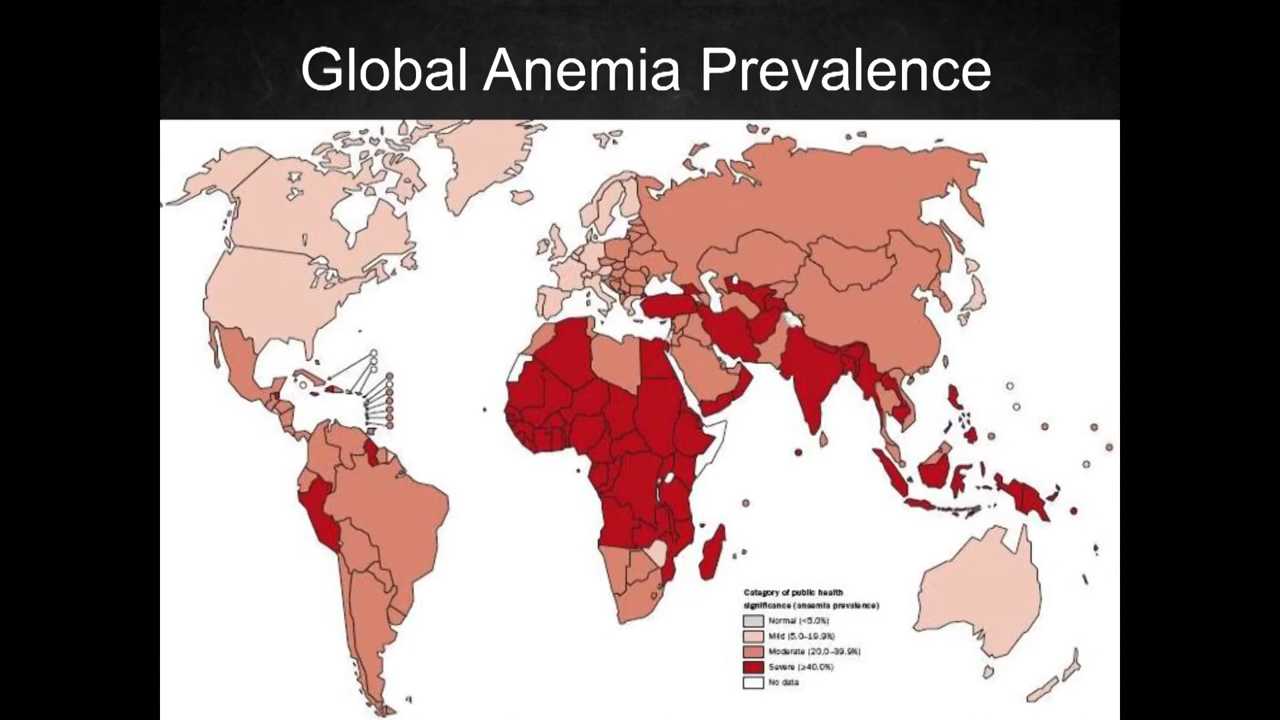 Global Anemia Prevalence
Category of public health
significance (anaemia prevalence)
Normal (<5.0%)
Mild (5.0–19.9%)
Moderate (20.0–39.9%)
Severe (≥40.0%)
No data